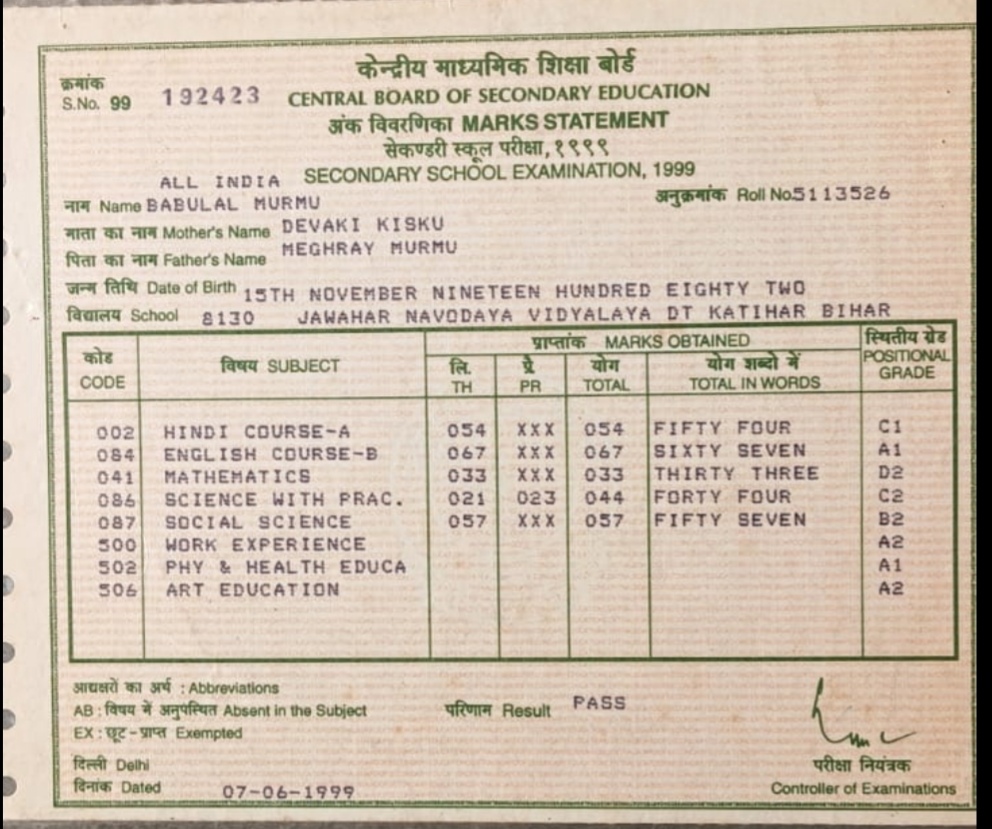 केन्द्रीय माध्यमिक शिक्षा बोर्ड
क्रमांक
S.No. 99 192423 CENTRAL BOARD OF SECONDARY EDUCATION
अंक विवरणिका MARKS STATEMENT
सेकण्डरी स्कूल परीक्षा, १९९९
ALL INDIA SECONDARY SCHOOL EXAMINATION, 1999
नाम Name BABULAL MURMU अनुक्रमांक Roll No.5113526
माता का नाम Mother's Name DEVAKI KISKU
पिता का नाम Father's Name MEGHRAY MURMU
जन्म तिथि Date of Birth 15TH NOVEMBER NINETEEN HUNDRED EIGHTY TWO
विद्यालय School 8130 JAWAHAR NAVODAYA VIDYALAYA DT KATIHAR BIHAR
कोड विषय SUBJECT प्राप्तांक MARKS OBTAINED स्थितीय ग्रेड
CODE लि. प्रै योग योग शब्दो में POSITIONAL
TH PR TOTAL TOTAL IN WORDS GRADE
002 HINDI COURSE-A 054 XXX 054 FIFTY FOUR C1
084 ENGLISH COURSE-B 067 XXX 067 SIXTY SEVEN A1
041 MATHEMATICS 033 XXX 033 THIRTY THREE D2
086 SCIENCE WITH PRAC. 021 023 044 FORTY FOUR C2
087 SOCIAL SCIENCE 057 XXX 057 FIFTY SEVEN B2
500 WORK EXPERIENCE A2
502 PHY & HEALTH EDUCA A1
506 ART EDUCATION A2
आद्यक्षरों का अर्थ : Abbreviations
AB : विषय में अनुपस्थित Absent in the Subject परिणाम Result PASS
EX : छूट - प्राप्त Exempted
दिल्ली Delhi परीक्षा नियंत्रक
दिनांक Dated 07-06-1999 Controller of Examinations